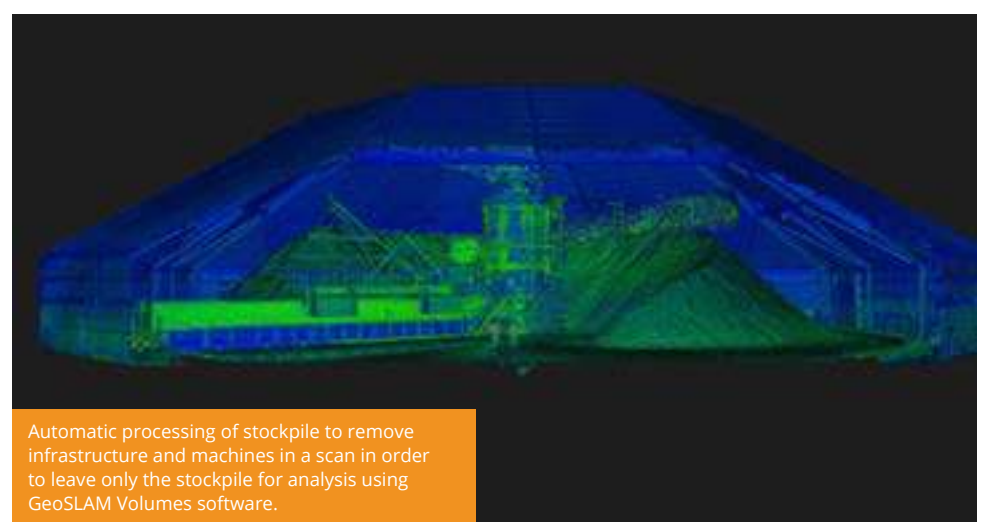 Automatic processing of stockpile to remove
infrastructure and machines in a scan in order
to leave only the stockpile for analysis using
GeoSLAM Volumes software.